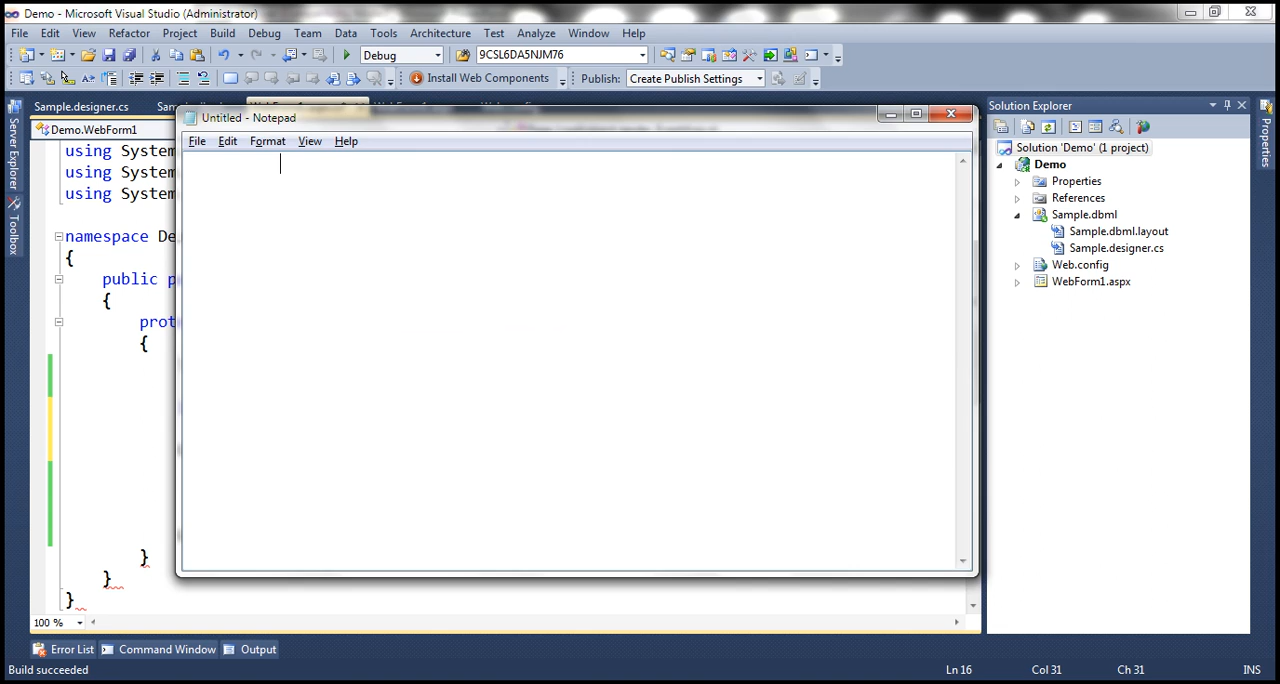 Demo - Microsoft Visual Studio (Administrator)
File Edit View Refactor Project Build Debug Team Data Tools Architecture Test Analyze Window Help
Debug 9CSL6DA5NJM76
Install Web Components Publish: Create Publish Settings
Sample.designer.cs
Untitled - Notepad
File Edit Format View Help
Server Explorer
Toolbox
Demo.WebForm1
using System
using System
using System
namespace De
{
public p
{
prot
{
}
}
}
100 %
Solution Explorer
Solution 'Demo' (1 project)
Demo
Properties
References
Sample.dbml
Sample.dbml.layout
Sample.designer.cs
Web.config
WebForm1.aspx
Properties
Error List Command Window Output
Build succeeded Ln 16 Col 31 Ch 31 INS